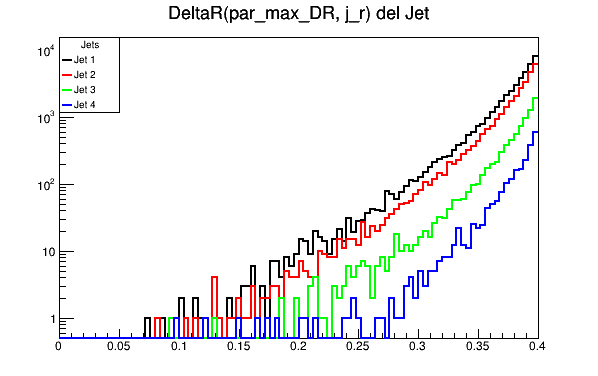 DeltaR(par_max_DR, j_r) del Jet
Jets
Jet 1
Jet 2
Jet 3
Jet 4
10⁴
10³
10²
10
1
0 0.05 0.1 0.15 0.2 0.25 0.3 0.35 0.4